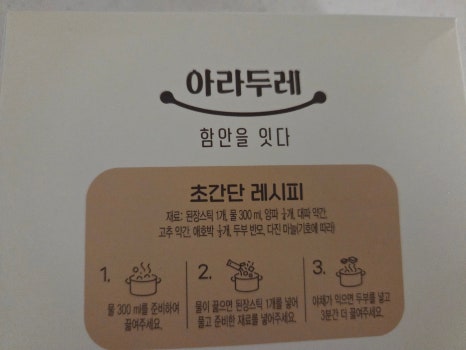 아라두레
함안을 잇다
초간단 레시피
재료: 된장스틱 1개, 물 300 ml, 양파 ¼개, 대파 약간,
고추 약간, 애호박 ¼개, 두부 반모, 다진 마늘(기호에 따라)
1.
물 300 ml를 준비하여
끓여주세요.
2.
물이 끓으면 된장스틱 1개를 넣어
풀고 준비한 재료를 넣어주세요.
3.
야채가 익으면 두부를 넣고
3분간 더 끓여주세요.